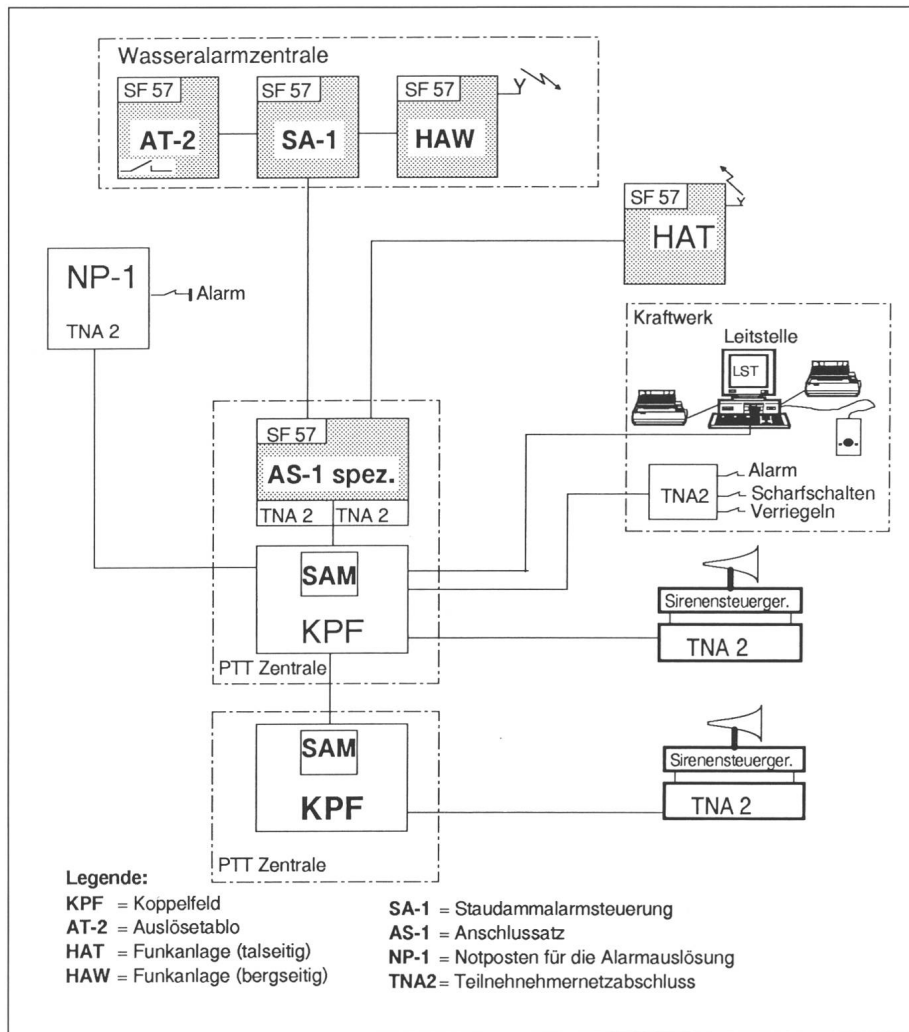 Wasseralarmzentrale
SF 57
AT-2
SF 57
SA-1
SF 57
HAW
SF 57
HAT
NP-1
TNA 2
Alarm
Kraftwerk
Leitstelle
LST
TNA2
Alarm
Scharfschalten
Verriegeln
SF 57
AS-1 spez.
TNA 2
TNA 2
SAM
KPF
PTT Zentrale
Sirenensteuerger.
TNA 2
SAM
KPF
PTT Zentrale
Sirenensteuerger.
TNA 2
Legende:
KPF = Koppelfeld
AT-2 = Auslösetablo
HAT = Funkanlage (talseitig)
HAW = Funkanlage (bergseitig)
SA-1 = Staudammalarmsteuerung
AS-1 = Anschlussatz
NP-1 = Notposten für die Alarmauslösung
TNA2 = Teilnehnehmernetzabschluss